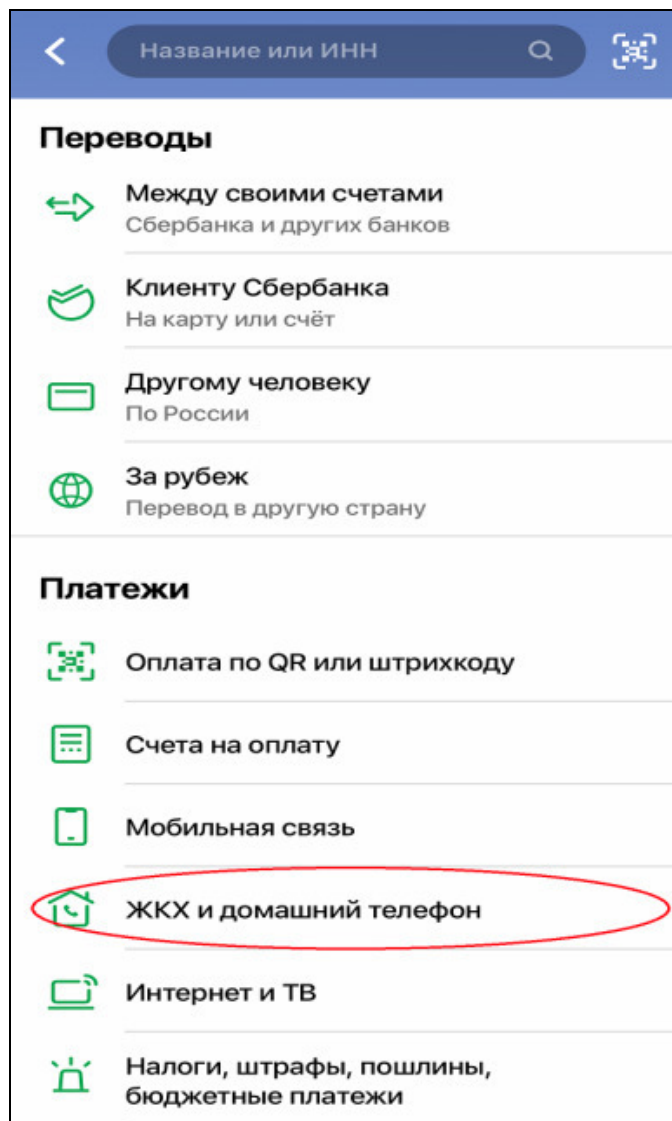 Название или ИНН
Переводы
Между своими счетами
Сбербанка и других банков
Клиенту Сбербанка
На карту или счёт
Другому человеку
По России
За рубеж
Перевод в другую страну
Платежи
Оплата по QR или штрихкоду
Счета на оплату
Мобильная связь
ЖКХ и домашний телефон
Интернет и ТВ
Налоги, штрафы, пошлины,
бюджетные платежи